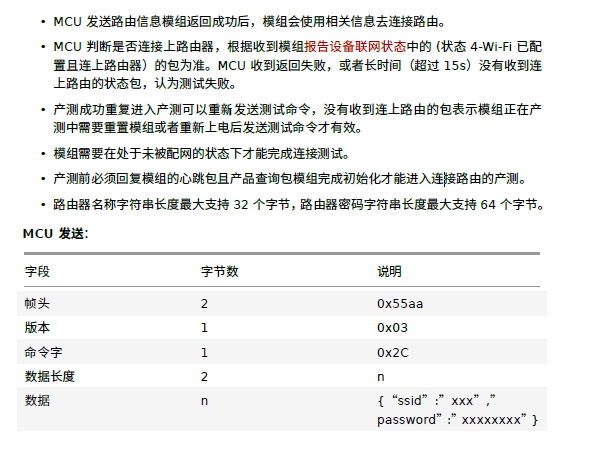 • MCU 发送路由信息模组返回成功后，模组会使用相关信息去连接路由。
• MCU 判断是否连接上路由器，根据收到模组报告设备联网状态中的 (状态 4-Wi-Fi 已配
置且连上路由器）的包为准。MCU 收到返回失败，或者长时间（超过 15s）没有收到连
上路由的状态包，认为测试失败。
• 产测成功重复进入产测可以重新发送测试命令，没有收到连上路由的包表示模组正在产
测中需要重置模组或者重新上电后发送测试命令才有效。
• 模组需要在处于未被配网的状态下才能完成连接测试。
• 产测前必须回复模组的心跳包且产品查询包模组完成初始化才能进入连接路由的产测。
• 路由器名称字符串长度最大支持 32 个字节，路由器密码字符串长度最大支持 64 个字节。
MCU 发送：
字段 字节数 说明
帧头 2 0x55aa
版本 1 0x03
命令字 1 0x2C
数据长度 2 n
数据 n {“ssid”:”xxx”,”
password”:”xxxxxxxx”}